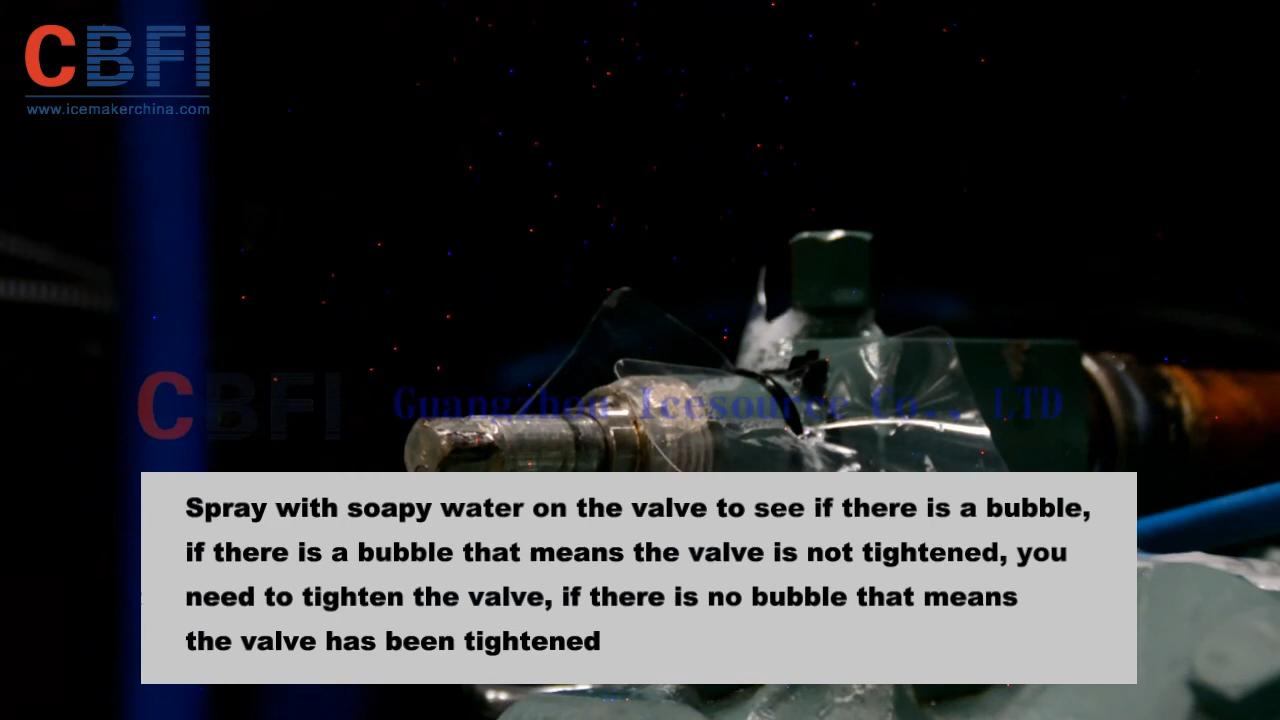 CBFI
www.icemakerchina.com
CBFI Guangzhou Icesource Co., LTD
Spray with soapy water on the valve to see if there is a bubble,
if there is a bubble that means the valve is not tightened, you
need to tighten the valve, if there is no bubble that means
the valve has been tightened